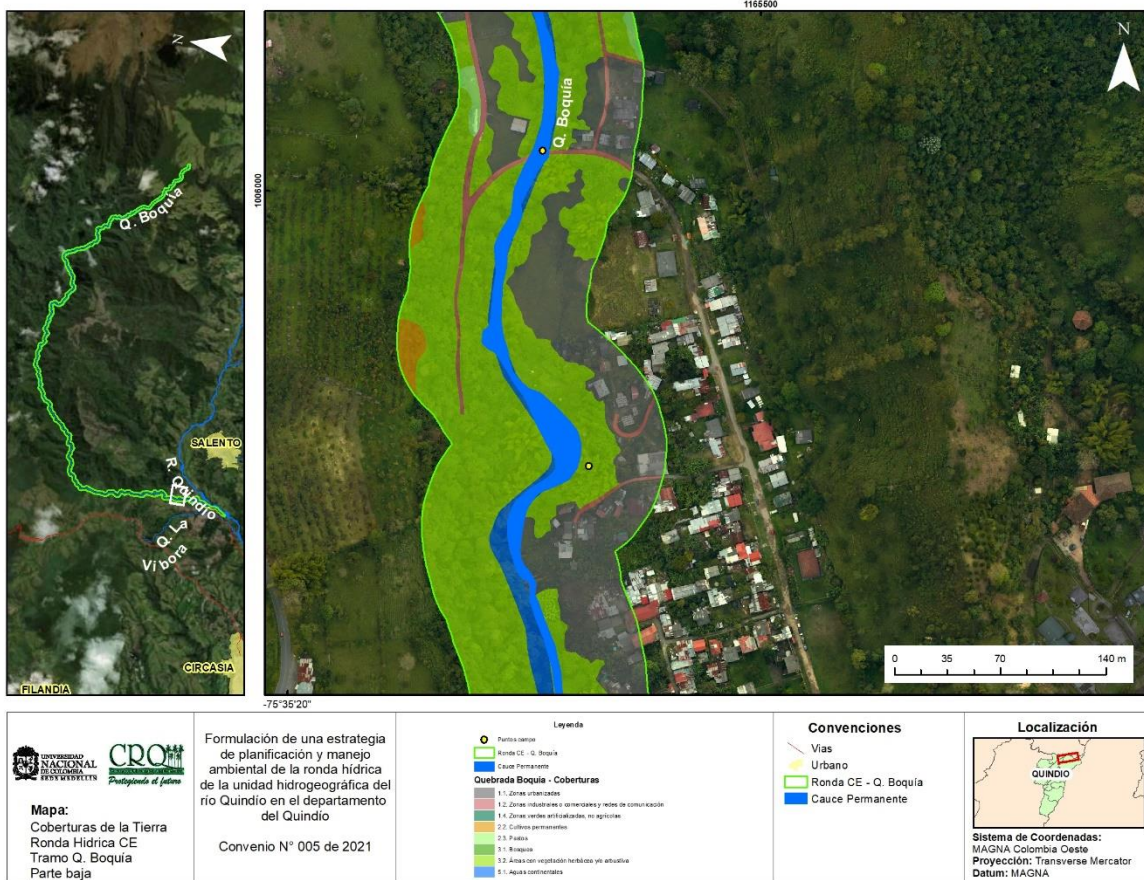 N
Q. Boquía
SALENTO
R. Quindío
Q. La
Víbora
CIRCASIA
FILANDIA
1165500
1006000
Q. Boquía
N
0 35 70 140 m
-75°35'20"
UNIVERSIDAD
NACIONAL
DE COLOMBIA
SEDE MEDELLÍN
CRQ
Protegiendo el futuro
Mapa:
Coberturas de la Tierra
Ronda Hidrica CE
Tramo Q. Boquía
Parte baja
Formulación de una estrategia
de planificación y manejo
ambiental de la ronda hídrica
de la unidad hidrogeográfica del
río Quindío en el departamento
del Quindío
Convenio N° 005 de 2021
Leyenda
Puntos campo
Ronda CE - Q. Boquía
Cauce Permanente
Quebrada Boquia - Coberturas
1.1. Zonas urbanizadas
1.2. Zonas industriales o comerciales y redes de comunicación
1.4. Zonas verdes artificializadas, no agrícolas
2.2. Cultivos permanentes
2.3. Pastos
3.1. Bosques
3.2. Áreas con vegetación herbácea y/o arbustiva
5.1. Aguas continentales
Convenciones
Vias
Urbano
Ronda CE - Q. Boquía
Cauce Permanente
Localización
QUINDIO
Sistema de Coordenadas:
MAGNA Colombia Oeste
Proyección: Transverse Mercator
Datum: MAGNA